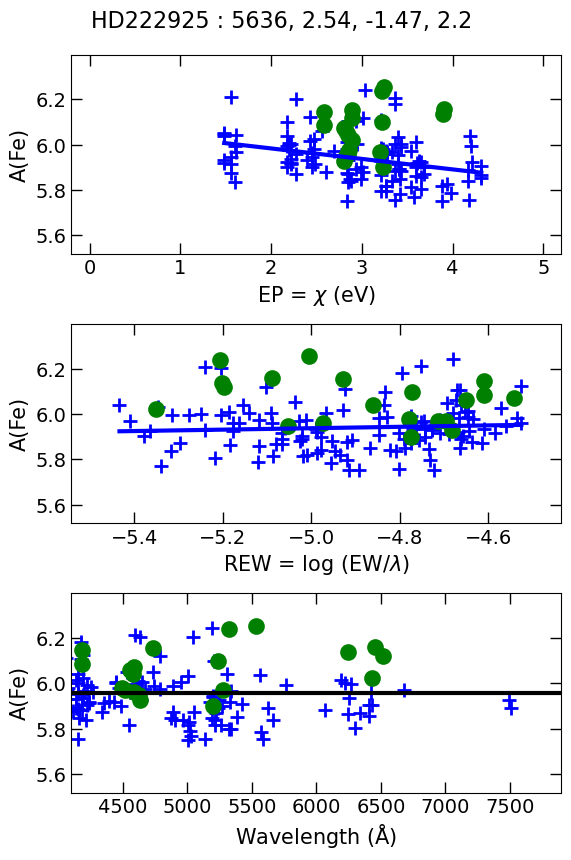 HD222925 : 5636, 2.54, -1.47, 2.2
A(Fe)
6.2
6.0
5.8
5.6
0 1 2 3 4 5
EP = χ (eV)
A(Fe)
6.2
6.0
5.8
5.6
−5.4 −5.2 −5.0 −4.8 −4.6
REW = log (EW/λ)
A(Fe)
6.2
6.0
5.8
5.6
4500 5000 5500 6000 6500 7000 7500
Wavelength (Å)